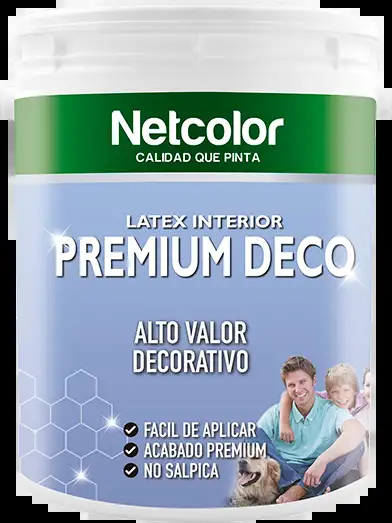 Netcolor
CALIDAD QUE PINTA
LATEX INTERIOR
PREMIUM DECO
ALTO VALOR
DECORATIVO
FACIL DE APLICAR
ACABADO PREMIUM
NO SALPICA